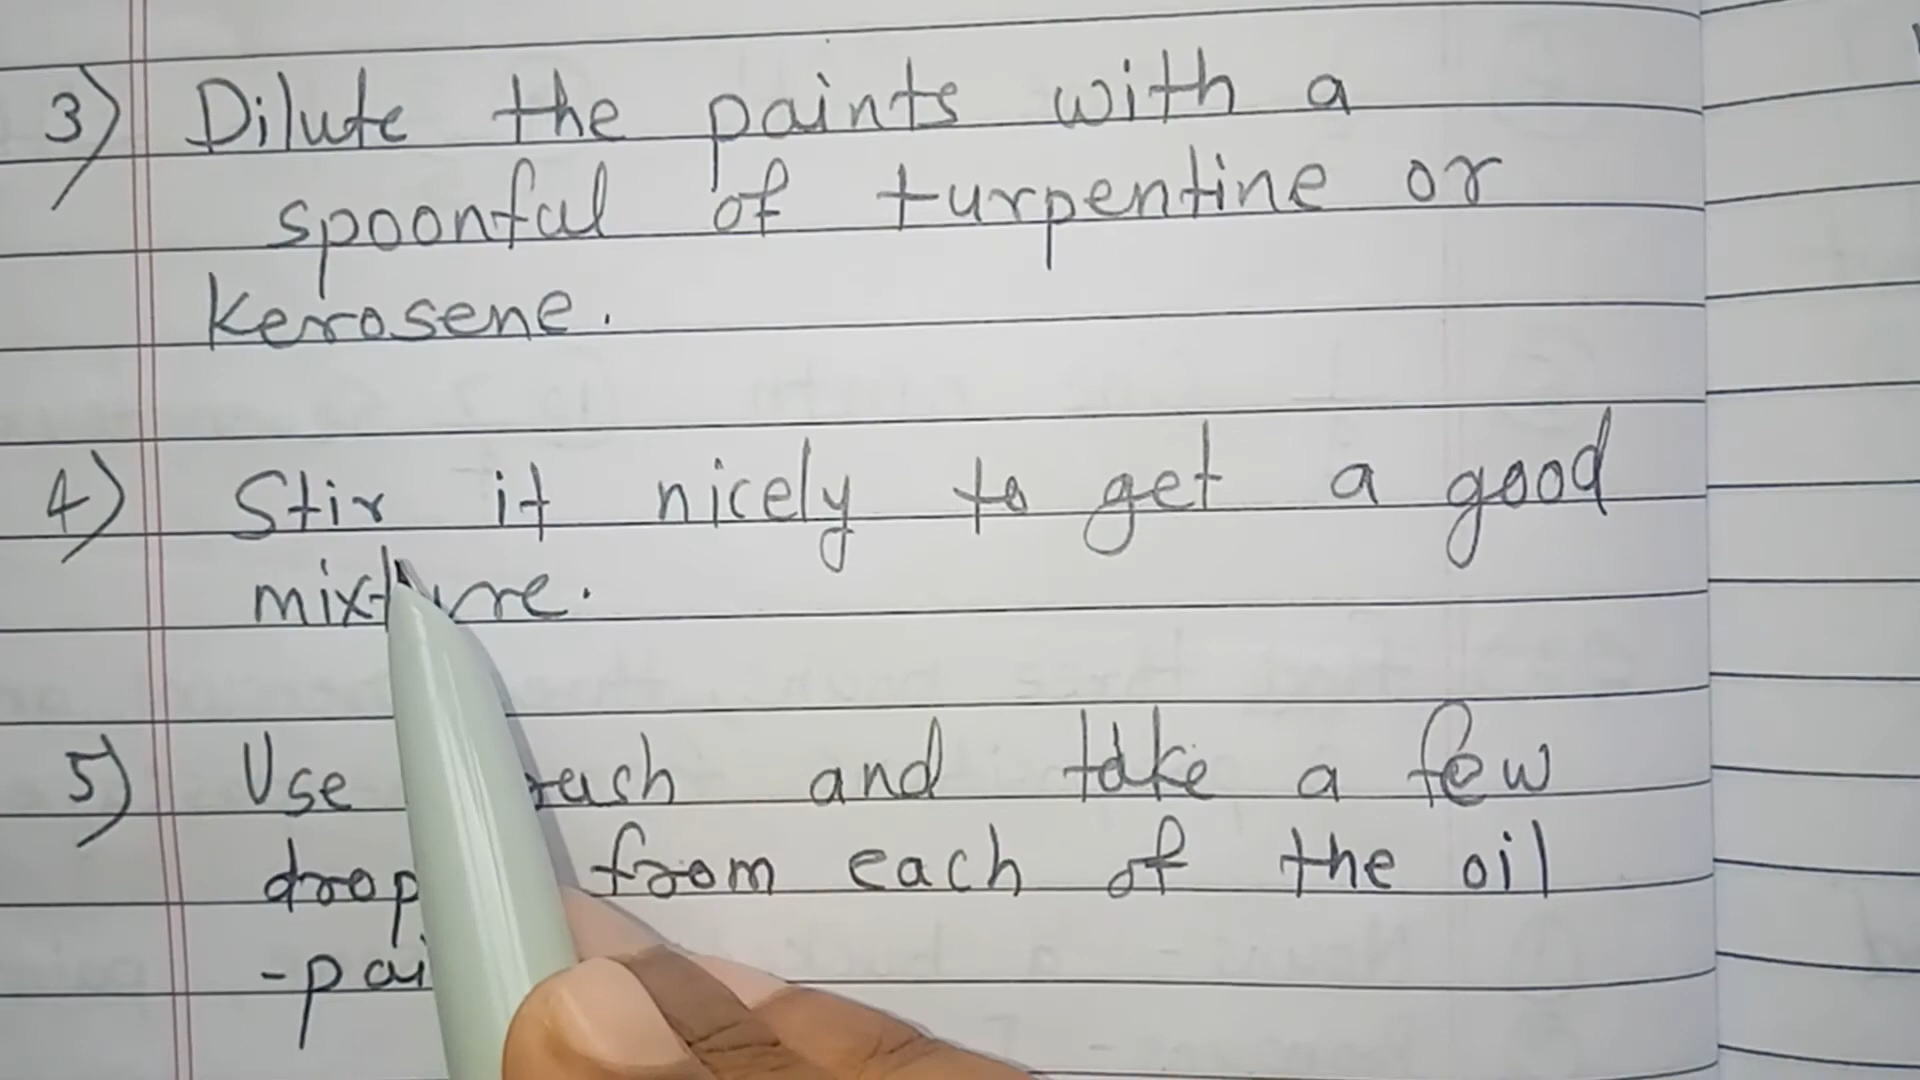 3) Dilute the paints with a
spoonful of turpentine or
kerosene.
4) Stir it nicely to get a good
mixture.
5) Use and take a few
from each of the oil